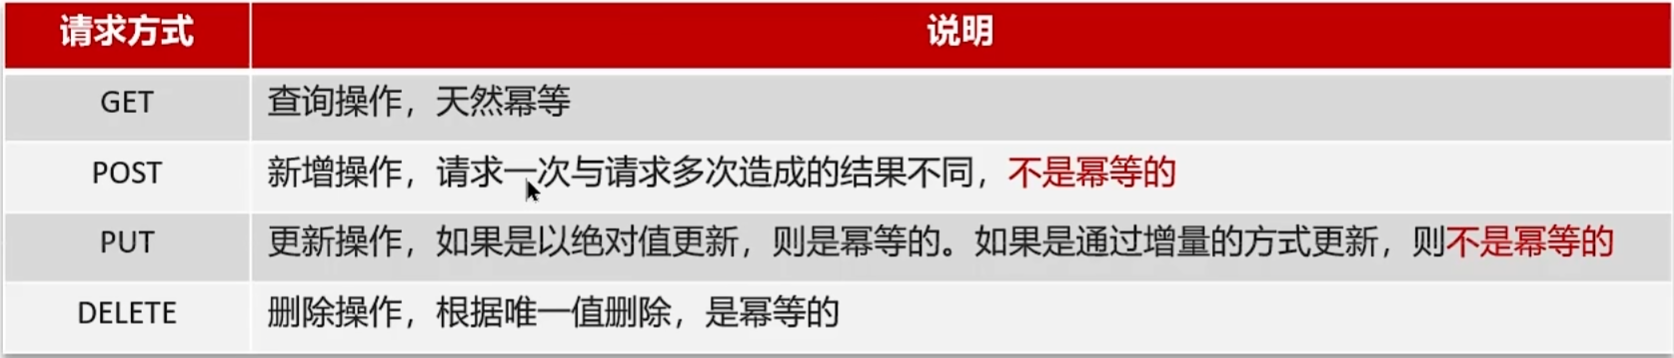 请求方式 说明
GET 查询操作，天然幂等
POST 新增操作，请求一次与请求多次造成的结果不同，不是幂等的
PUT 更新操作，如果是以绝对值更新，则是幂等的。如果是通过增量的方式更新，则不是幂等的
DELETE 删除操作，根据唯一值删除，是幂等的